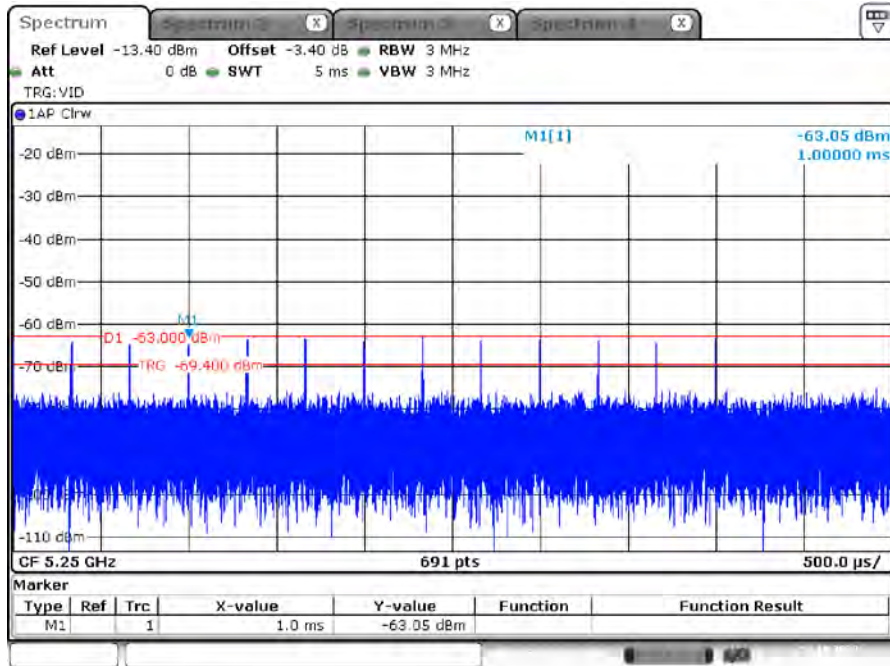 Spectrum X X X
Ref Level -13.40 dBm Offset -3.40 dB RBW 3 MHz
Att 0 dB SWT 5 ms VBW 3 MHz
TRG:VID
1AP Clrw
M1[1] -63.05 dBm
1.00000 ms
-20 dBm
-30 dBm
-40 dBm
-50 dBm
-60 dBm
M1
D1 -63.000 dBm
-70 dBm
TRG -69.400 dBm
-110 dBm
CF 5.25 GHz 691 pts 500.0 µs/
Marker
Type Ref Trc X-value Y-value Function Function Result
M1 1 1.0 ms -63.05 dBm